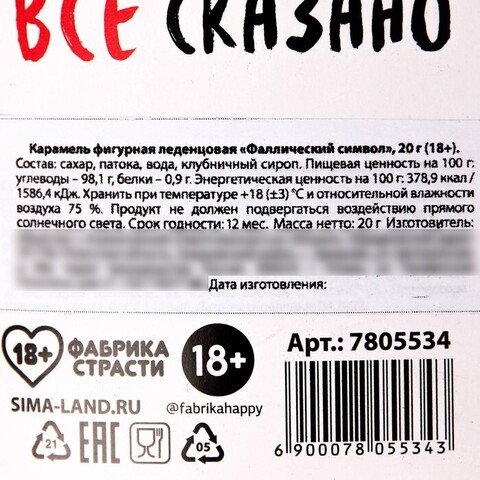 ВСЕ СКАЗАНО
Карамель фигурная леденцовая «Фаллический символ», 20 г (18+).
Состав: сахар, патока, вода, клубничный сироп. Пищевая ценность на 100 г:
углеводы – 98,1 г, белки – 0,9 г. Энергетическая ценность на 100 г: 378,9 ккал /
1586,4 кДж. Хранить при температуре +18 (±3) °С и относительной влажности
воздуха 75 %. Продукт не должен подвергаться воздействию прямого
солнечного света. Срок годности: 12 мес. Масса нетто: 20 г Изготовитель:
Дата изготовления:
18+ ФАБРИКА СТРАСТИ
18+
Арт.: 7805534
SIMA-LAND.RU
@fabrikahappy
21
EAC
05
6 900078 055343